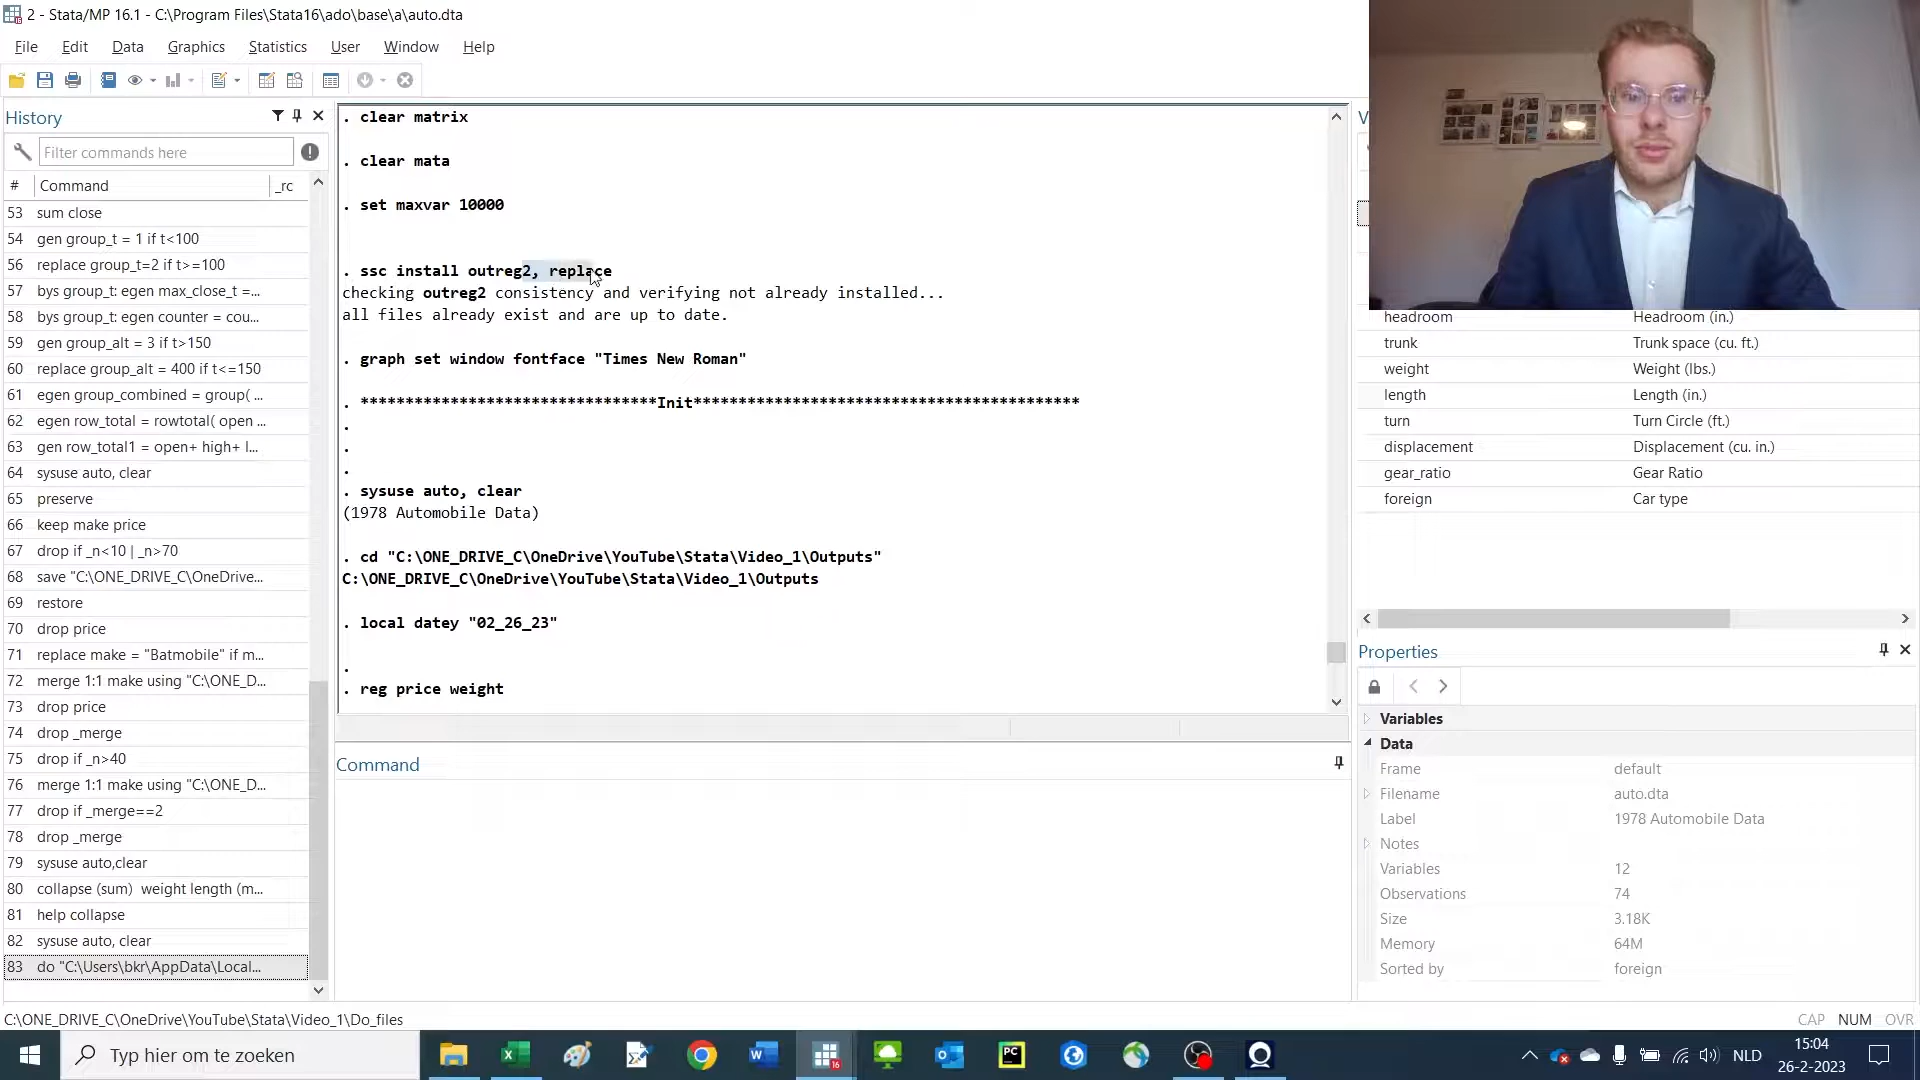 2 - Stata/MP 16.1 - C:\Program Files\Stata16\ado\base\a\auto.dta
File Edit Data Graphics Statistics User Window Help
History
Filter commands here
# Command _rc
53 sum close
54 gen group_t = 1 if t<100
56 replace group_t=2 if t>=100
57 bys group_t: egen max_close_t =...
58 bys group_t: egen counter = cou...
59 gen group_alt = 3 if t>150
60 replace group_alt = 400 if t<=150
61 egen group_combined = group( ...
62 egen row_total = rowtotal( open ...
63 gen row_total1 = open+ high+ l...
64 sysuse auto, clear
65 preserve
66 keep make price
67 drop if _n<10 | _n>70
68 save "C:\ONE_DRIVE_C\OneDrive...
69 restore
70 drop price
71 replace make = "Batmobile" if m...
72 merge 1:1 make using "C:\ONE_D...
73 drop price
74 drop _merge
75 drop if _n>40
76 merge 1:1 make using "C:\ONE_D...
77 drop if _merge==2
78 drop _merge
79 sysuse auto,clear
80 collapse (sum)  weight length (m...
81 help collapse
82 sysuse auto, clear
83 do "C:\Users\bkr\AppData\Local...
. clear matrix
. clear mata
. set maxvar 10000
. ssc install outreg2, replace
checking outreg2 consistency and verifying not already installed...
all files already exist and are up to date.
. graph set window fontface "Times New Roman"
. *********************************Init*******************************************
.
.
.
. sysuse auto, clear
(1978 Automobile Data)
. cd "C:\ONE_DRIVE_C\OneDrive\YouTube\Stata\Video_1\Outputs"
C:\ONE_DRIVE_C\OneDrive\YouTube\Stata\Video_1\Outputs
. local datey "02_26_23"
.
. reg price weight
Command
V
headroom Headroom (in.)
trunk Trunk space (cu. ft.)
weight Weight (lbs.)
length Length (in.)
turn Turn Circle (ft.)
displacement Displacement (cu. in.)
gear_ratio Gear Ratio
foreign Car type
Properties
Variables
Data
Frame default
Filename auto.dta
Label 1978 Automobile Data
Notes
Variables 12
Observations 74
Size 3.18K
Memory 64M
Sorted by foreign
C:\ONE_DRIVE_C\OneDrive\YouTube\Stata\Video_1\Do_files
CAP NUM OVR
Typ hier om te zoeken
16
PC
NLD
15:04
26-2-2023